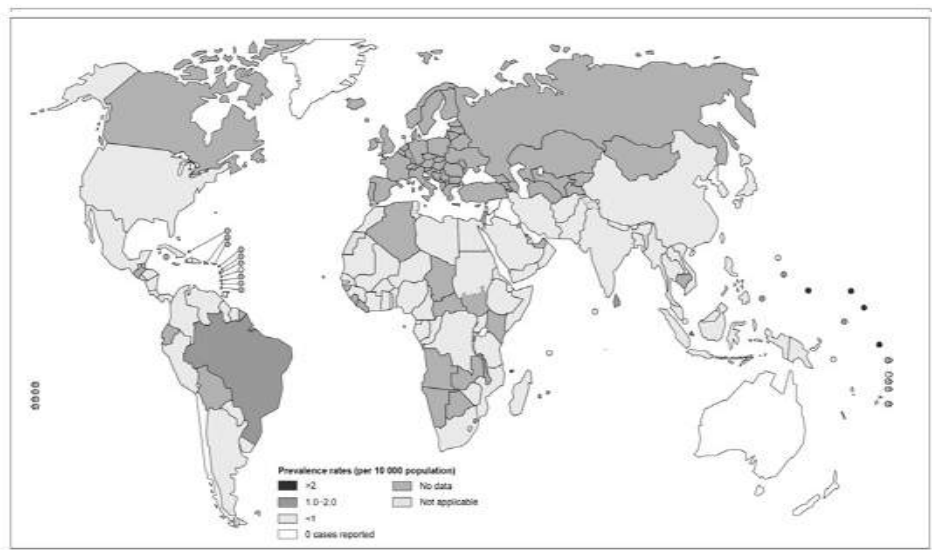 Prevalence rates (per 10 000 population)
>2
1.0–2.0
<1
0 cases reported
No data
Not applicable